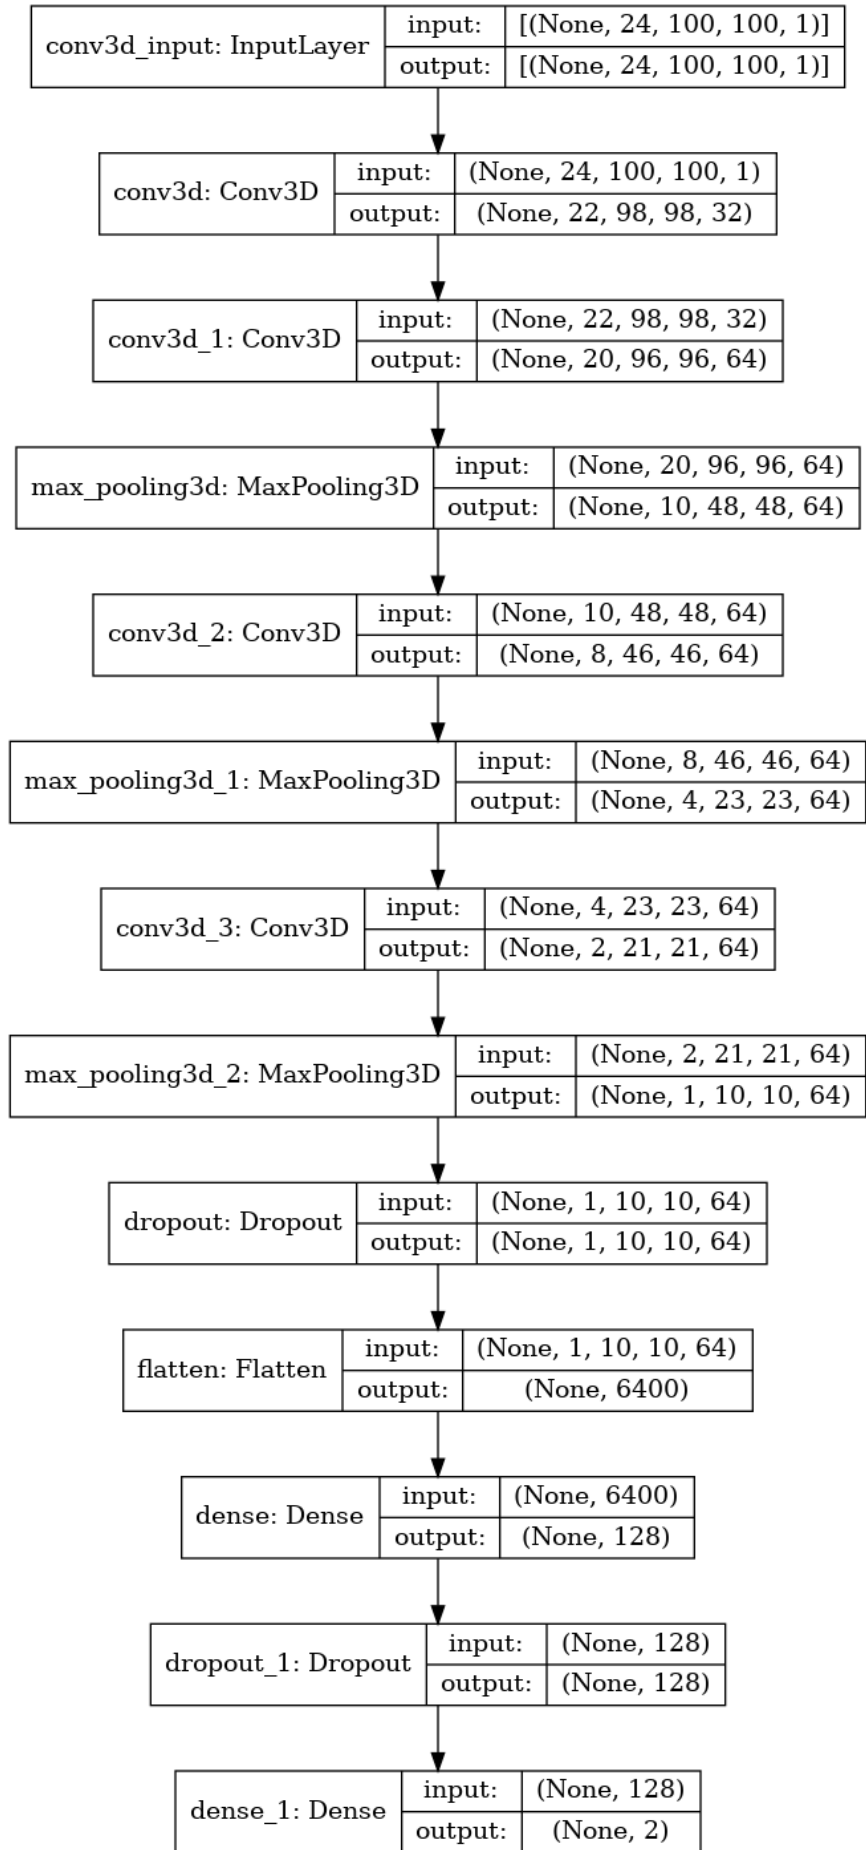 conv3d_input: InputLayer
input: [(None, 24, 100, 100, 1)]
output: [(None, 24, 100, 100, 1)]
conv3d: Conv3D
input: (None, 24, 100, 100, 1)
output: (None, 22, 98, 98, 32)
conv3d_1: Conv3D
input: (None, 22, 98, 98, 32)
output: (None, 20, 96, 96, 64)
max_pooling3d: MaxPooling3D
input: (None, 20, 96, 96, 64)
output: (None, 10, 48, 48, 64)
conv3d_2: Conv3D
input: (None, 10, 48, 48, 64)
output: (None, 8, 46, 46, 64)
max_pooling3d_1: MaxPooling3D
input: (None, 8, 46, 46, 64)
output: (None, 4, 23, 23, 64)
conv3d_3: Conv3D
input: (None, 4, 23, 23, 64)
output: (None, 2, 21, 21, 64)
max_pooling3d_2: MaxPooling3D
input: (None, 2, 21, 21, 64)
output: (None, 1, 10, 10, 64)
dropout: Dropout
input: (None, 1, 10, 10, 64)
output: (None, 1, 10, 10, 64)
flatten: Flatten
input: (None, 1, 10, 10, 64)
output: (None, 6400)
dense: Dense
input: (None, 6400)
output: (None, 128)
dropout_1: Dropout
input: (None, 128)
output: (None, 128)
dense_1: Dense
input: (None, 128)
output: (None, 2)